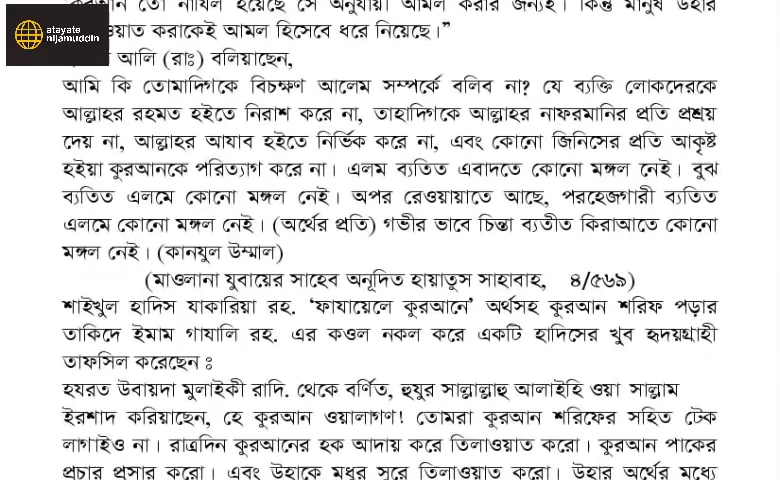 “কুরআন তো নাযিল হয়েছে সে অনুযায়ী আমল করার জন্যই। কিন্তু মানুষ উহার
ওয়াত করাকেই আমল হিসেবে ধরে নিয়েছে।”
atayate
nijamuddin
আলি (রাঃ) বলিয়াছেন,
আমি কি তোমাদিগকে বিচক্ষণ আলেম সম্পর্কে বলিব না? যে ব্যক্তি লোকদেরকে
আল্লাহর রহমত হইতে নিরাশ করে না, তাহাদিগকে আল্লাহর নাফরমানির প্রতি প্রশ্রয়
দেয় না, আল্লাহর আযাব হইতে নির্ভিক করে না, এবং কোনো জিনিসের প্রতি আকৃষ্ট
হইয়া কুরআনকে পরিত্যাগ করে না। এলম ব্যতিত এবাদতে কোনো মঙ্গল নেই। বুঝ
ব্যতিত এলমে কোনো মঙ্গল নেই। অপর রেওয়ায়াতে আছে, পরহেজগারী ব্যতিত
এলমে কোনো মঙ্গল নেই। (অর্থের প্রতি) গভীর ভাবে চিন্তা ব্যতীত কিরাআতে কোনো
মঙ্গল নেই। (কানযুল উম্মাল)
(মাওলানা যুবায়ের সাহেব অনূদিত হায়াতুস সাহাবাহ, ৪/৫৬৯)
শাইখুল হাদিস যাকারিয়া রহ. ‘ফাযায়েলে কুরআনে’ অর্থসহ কুরআন শরিফ পড়ার
তাকিদে ইমাম গাযালি রহ. এর কওল নকল করে একটি হাদিসের খুব হৃদয়গ্রাহী
তাফসিল করেছেন ঃ
হযরত উবায়দা মুলাইকী রাদি. থেকে বর্ণিত, হুযুর সাল্লাল্লাহু আলাইহি ওয়া সাল্লাম
ইরশাদ করিয়াছেন, হে কুরআন ওয়ালাগণ! তোমরা কুরআন শরিফের সহিত টেক
লাগাইও না। রাত্রদিন কুরআনের হক আদায় করে তিলাওয়াত করো। কুরআন পাকের
প্রচার প্রসার করো। এবং উহাকে মধুর সুরে তিলাওয়াত করো। উহার অর্থের মধ্যে